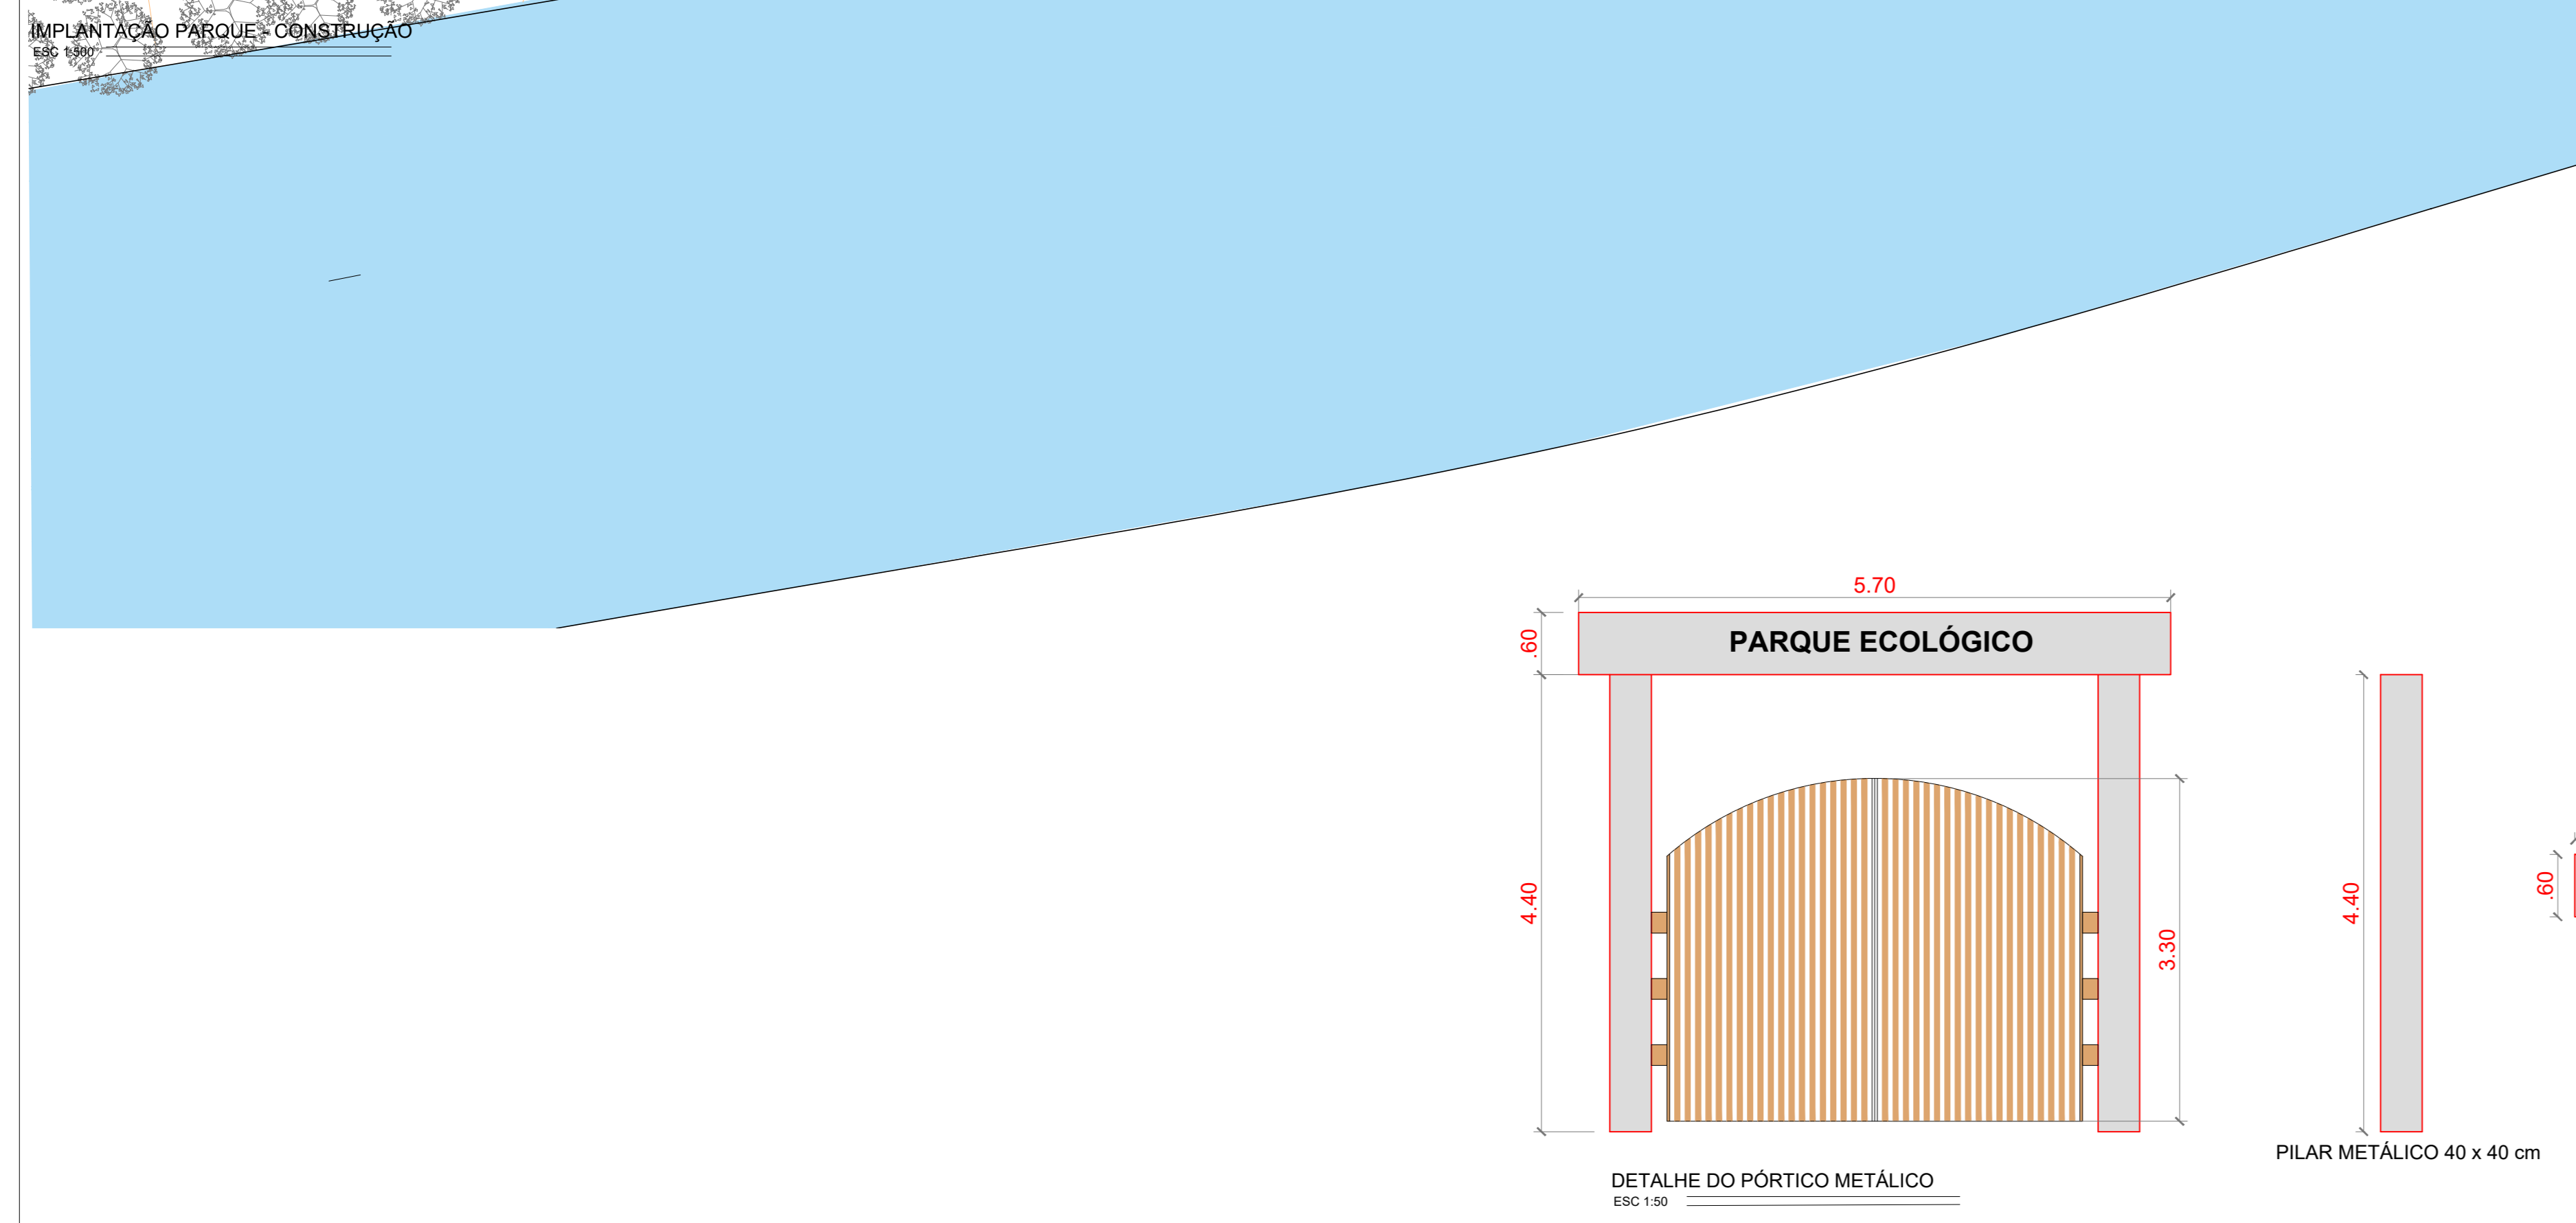 IMPLANTAÇÃO PARQUE - CONSTRUÇÃO
ESC 1:500
5.70
.60
PARQUE ECOLÓGICO
4.40
3.30
4.40
.60
PILAR METÁLICO 40 x 40 cm
DETALHE DO PÓRTICO METÁLICO
ESC 1:50